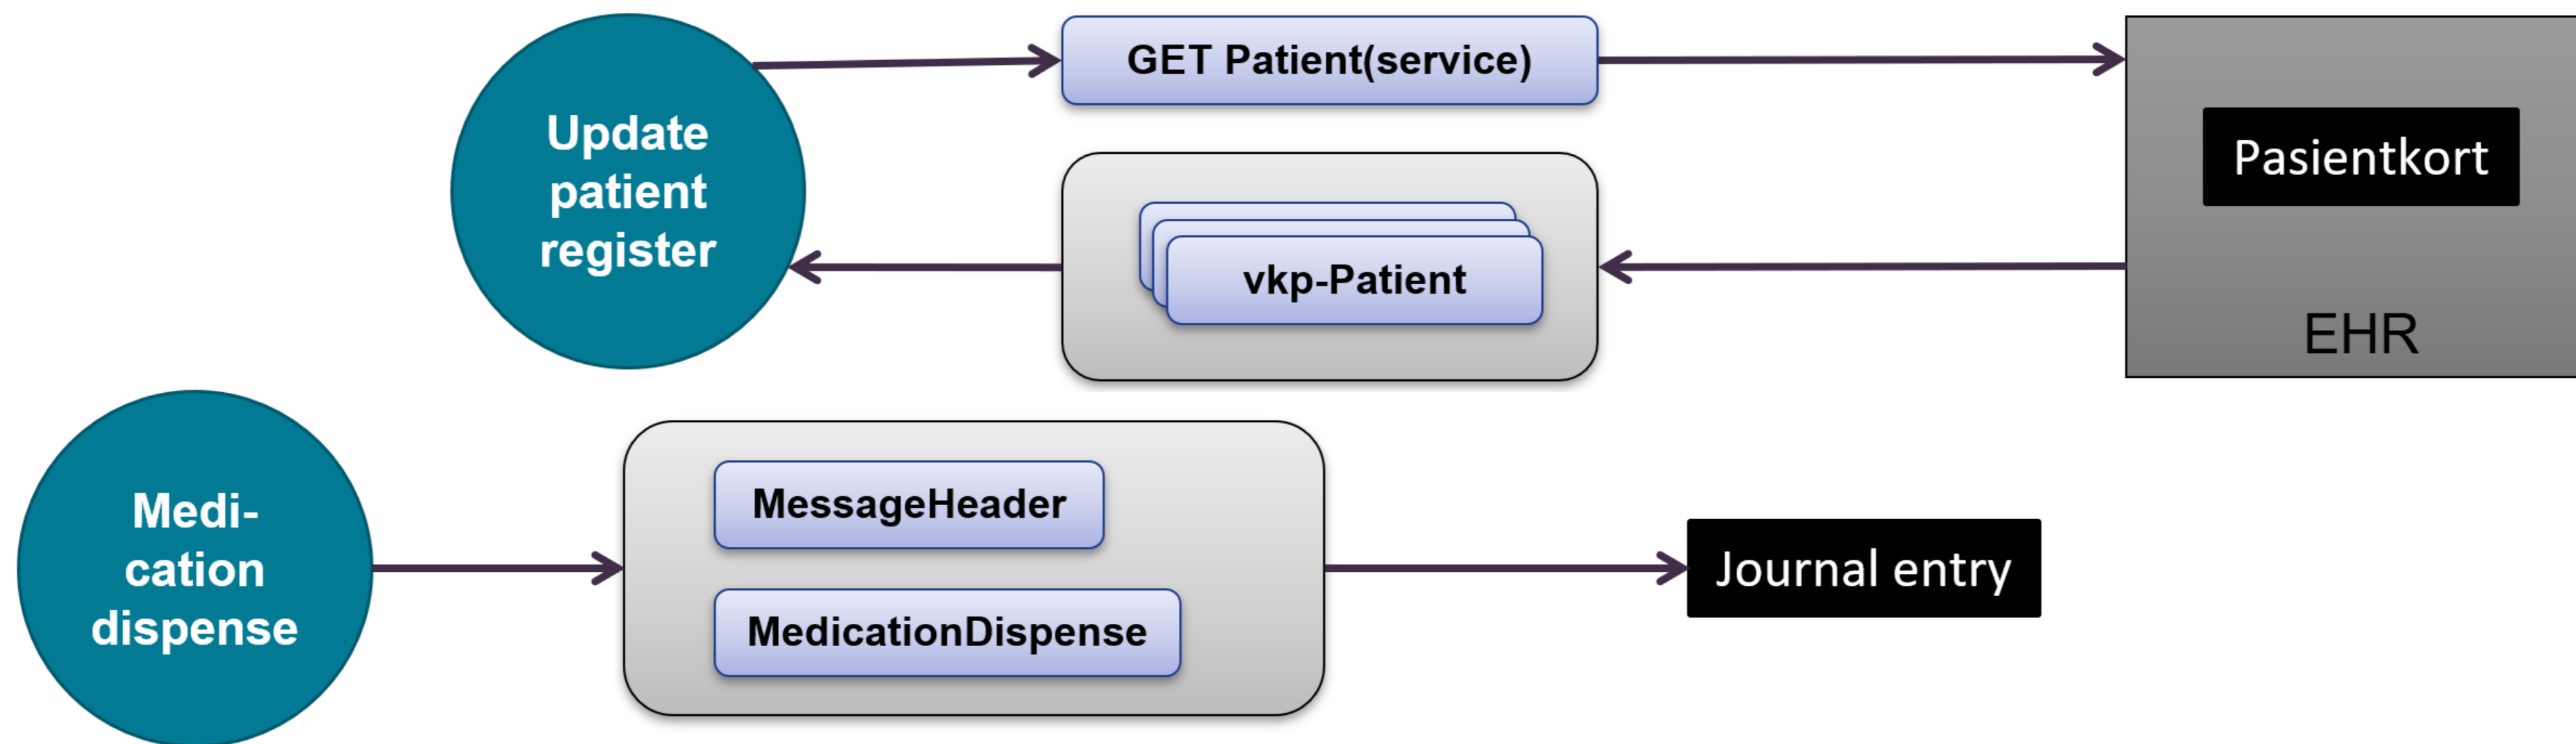 Update
patient
register
GET Patient(service)
vkp-Patient
Pasientkort
EHR
Medi-
cation
dispense
MessageHeader
MedicationDispense
Journal entry